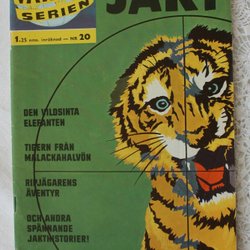 SERIEN
JAKT
1.25 oms. inräknad — NR 20
DEN VILDSINTA
ELEFANTEN
TIGERN FRÅN
MALACKAHALVÖN
RIPJÄGARENS
ÄVENTYR
OCH ANDRA
SPÄNNANDE
JAKTHISTORIER!